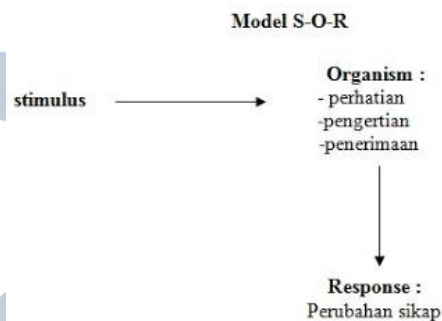 Model S-O-R
stimulus
Organism :
- perhatian
-pengertian
-penerimaan
Response :
Perubahan sikap